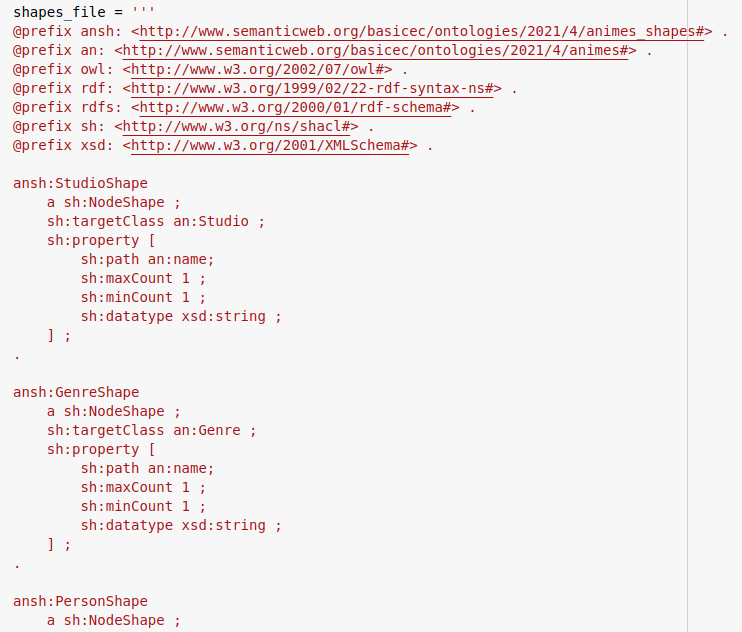 shapes_file = '''
@prefix ansh: <http://www.semanticweb.org/basicec/ontologies/2021/4/animes_shapes#> .
@prefix an: <http://www.semanticweb.org/basicec/ontologies/2021/4/animes#> .
@prefix owl: <http://www.w3.org/2002/07/owl#> .
@prefix rdf: <http://www.w3.org/1999/02/22-rdf-syntax-ns#> .
@prefix rdfs: <http://www.w3.org/2000/01/rdf-schema#> .
@prefix sh: <http://www.w3.org/ns/shacl#> .
@prefix xsd: <http://www.w3.org/2001/XMLSchema#> .

ansh:StudioShape
    a sh:NodeShape ;
    sh:targetClass an:Studio ;
    sh:property [
        sh:path an:name;
        sh:maxCount 1 ;
        sh:minCount 1 ;
        sh:datatype xsd:string ;
    ] ;
.

ansh:GenreShape
    a sh:NodeShape ;
    sh:targetClass an:Genre ;
    sh:property [
        sh:path an:name;
        sh:maxCount 1 ;
        sh:minCount 1 ;
        sh:datatype xsd:string ;
    ] ;
.

ansh:PersonShape
    a sh:NodeShape ;